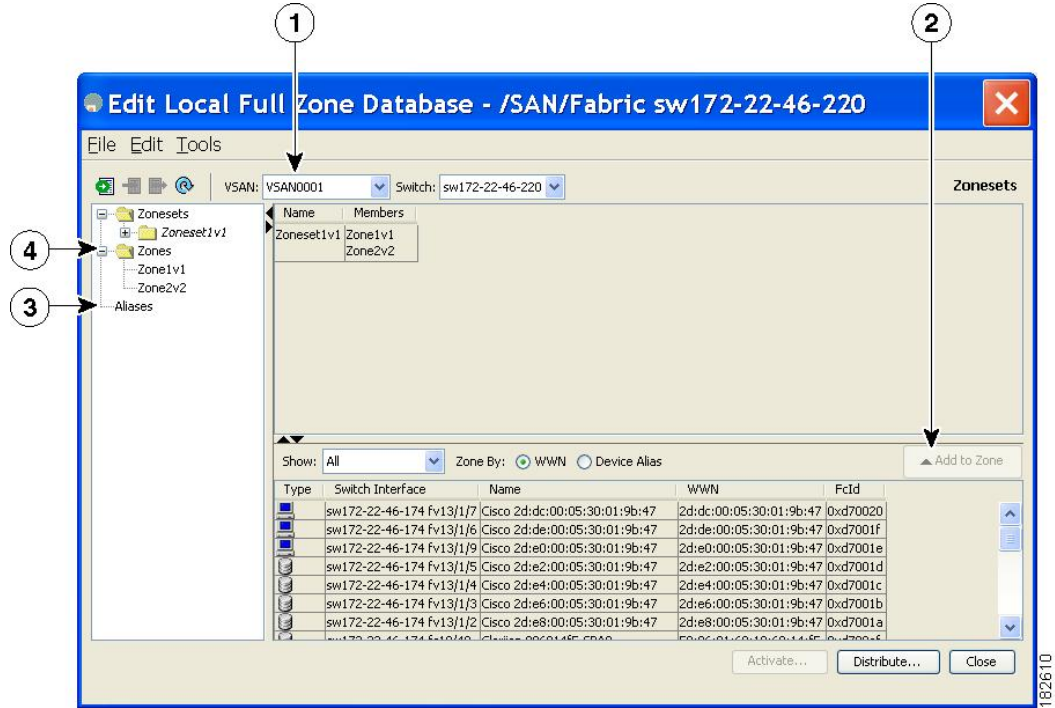 1
2
Edit Local Full Zone Database - /SAN/Fabric sw172-22-46-220
File Edit Tools
VSAN: VSAN0001 Switch: sw172-22-46-220 Zonesets
Zonesets
Zoneset1v1
4
Zones
Zone1v1
Zone2v2
3
Aliases
Name Members
Zoneset1v1 Zone1v1
Zone2v2
Show: All Zone By: WWN Device Alias Add to Zone
Type Switch Interface Name WWN FcId
sw172-22-46-174 fv13/1/7 Cisco 2d:dc:00:05:30:01:9b:47 2d:dc:00:05:30:01:9b:47 0xd70020
sw172-22-46-174 fv13/1/6 Cisco 2d:de:00:05:30:01:9b:47 2d:de:00:05:30:01:9b:47 0xd7001f
sw172-22-46-174 fv13/1/9 Cisco 2d:e0:00:05:30:01:9b:47 2d:e0:00:05:30:01:9b:47 0xd7001e
sw172-22-46-174 fv13/1/5 Cisco 2d:e2:00:05:30:01:9b:47 2d:e2:00:05:30:01:9b:47 0xd7001d
sw172-22-46-174 fv13/1/4 Cisco 2d:e4:00:05:30:01:9b:47 2d:e4:00:05:30:01:9b:47 0xd7001c
sw172-22-46-174 fv13/1/3 Cisco 2d:e6:00:05:30:01:9b:47 2d:e6:00:05:30:01:9b:47 0xd7001b
sw172-22-46-174 fv13/1/2 Cisco 2d:e8:00:05:30:01:9b:47 2d:e8:00:05:30:01:9b:47 0xd7001a
Activate... Distribute... Close
182610